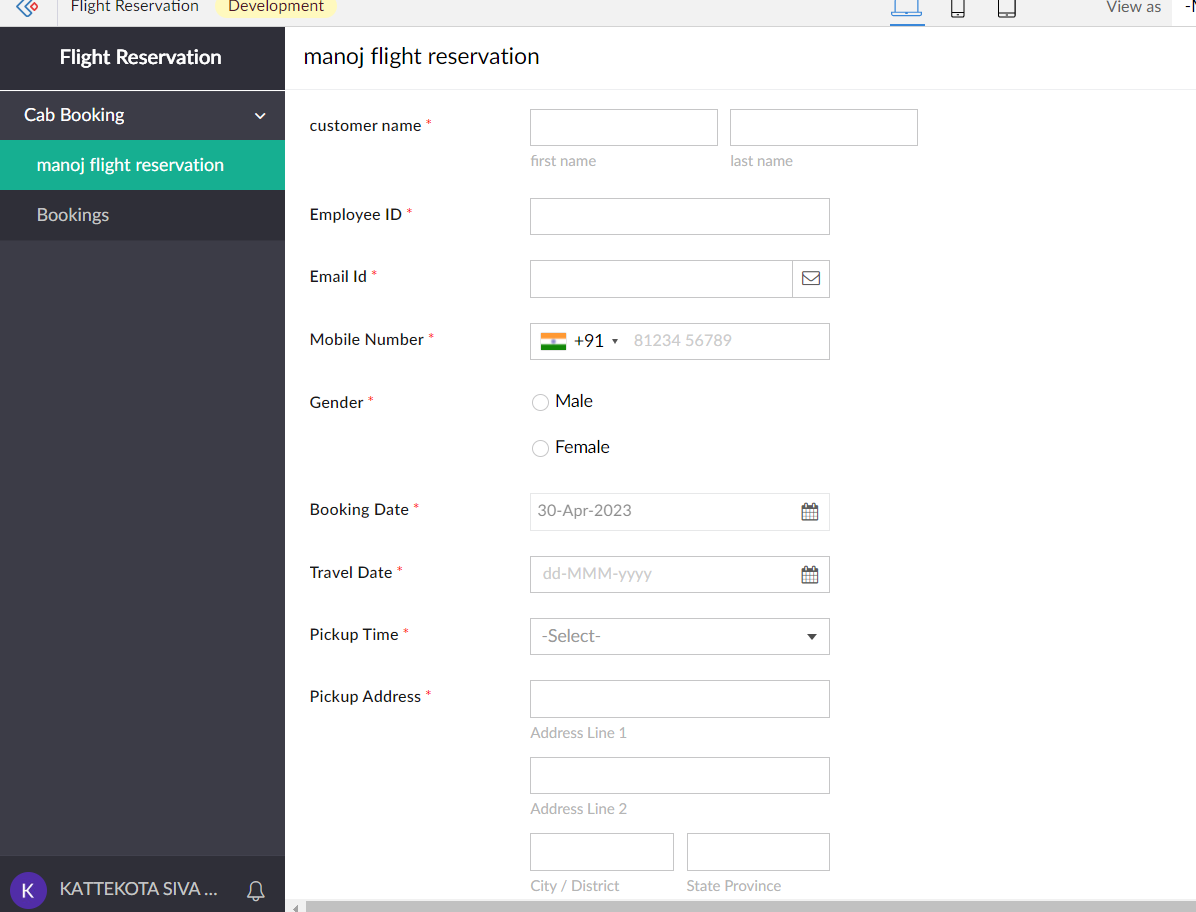 Flight Reservation Development View as
Flight Reservation
manoj flight reservation
Cab Booking
manoj flight reservation
Bookings
customer name *
first name last name
Employee ID *
Email Id *
Mobile Number * +91 81234 56789
Gender * Male
Female
Booking Date * 30-Apr-2023
Travel Date * dd-MMM-yyyy
Pickup Time * -Select-
Pickup Address *
Address Line 1
Address Line 2
City / District State Province
K KATTEKOTA SIVA ...